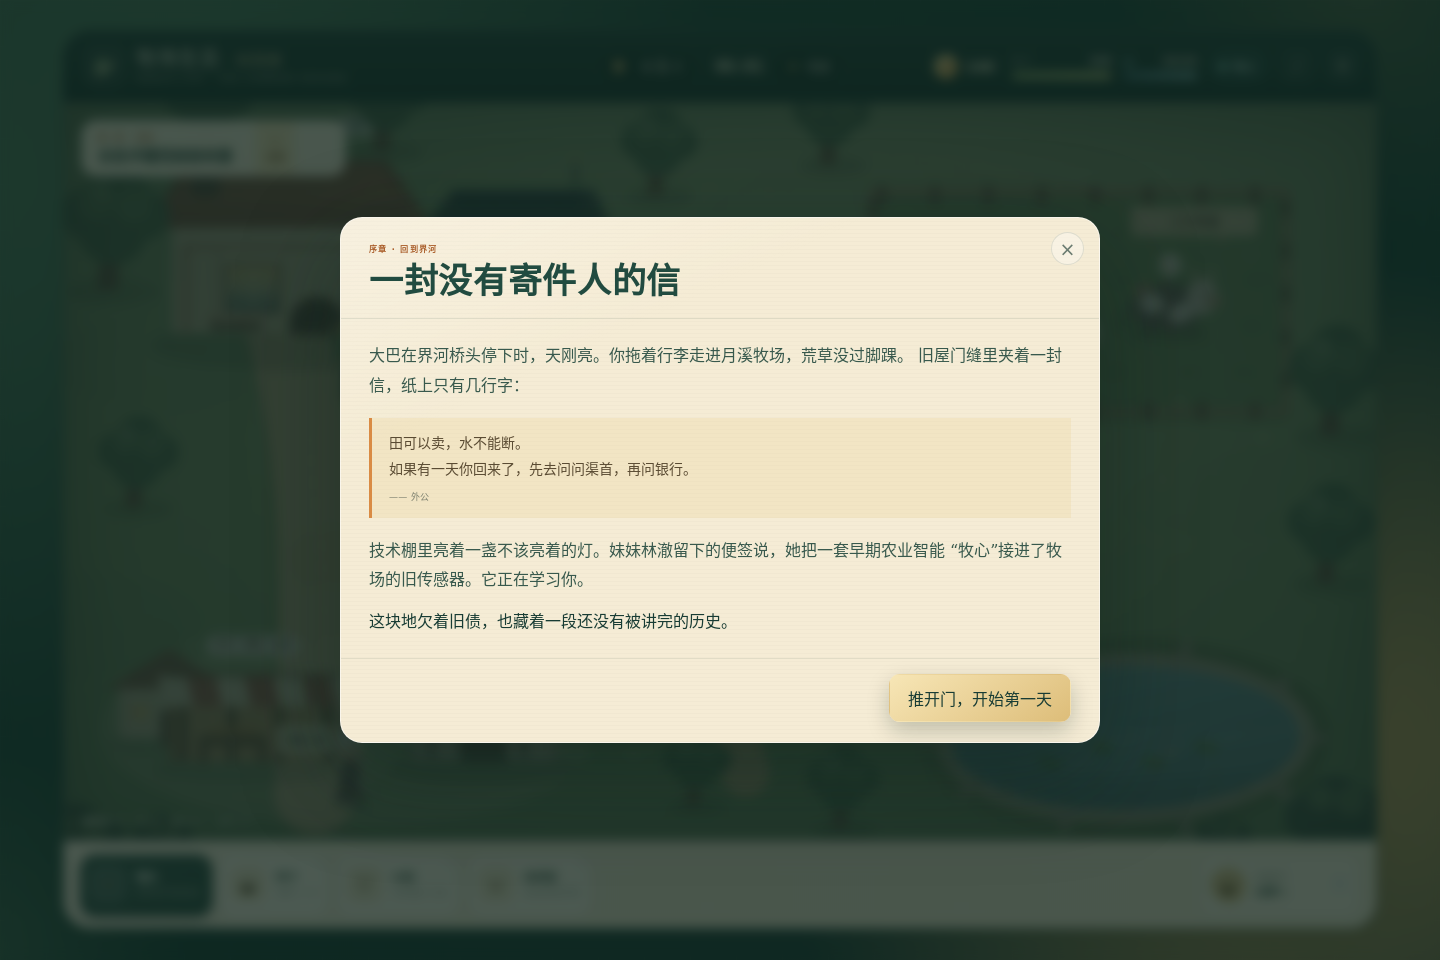 序章 · 回到界河
一封没有寄件人的信
大巴在界河桥头停下时，天刚亮。你拖着行李走进月溪牧场，荒草没过脚踝。 旧屋门缝里夹着一封
信，纸上只有几行字：
田可以卖，水不能断。
如果有一天你回来了，先去问问渠首，再问银行。
—— 外公
技术棚里亮着一盏不该亮着的灯。妹妹林澈留下的便签说，她把一套早期农业智能 “牧心”接进了牧
场的旧传感器。它正在学习你。
这块地欠着旧债，也藏着一段还没有被讲完的历史。
推开门，开始第一天